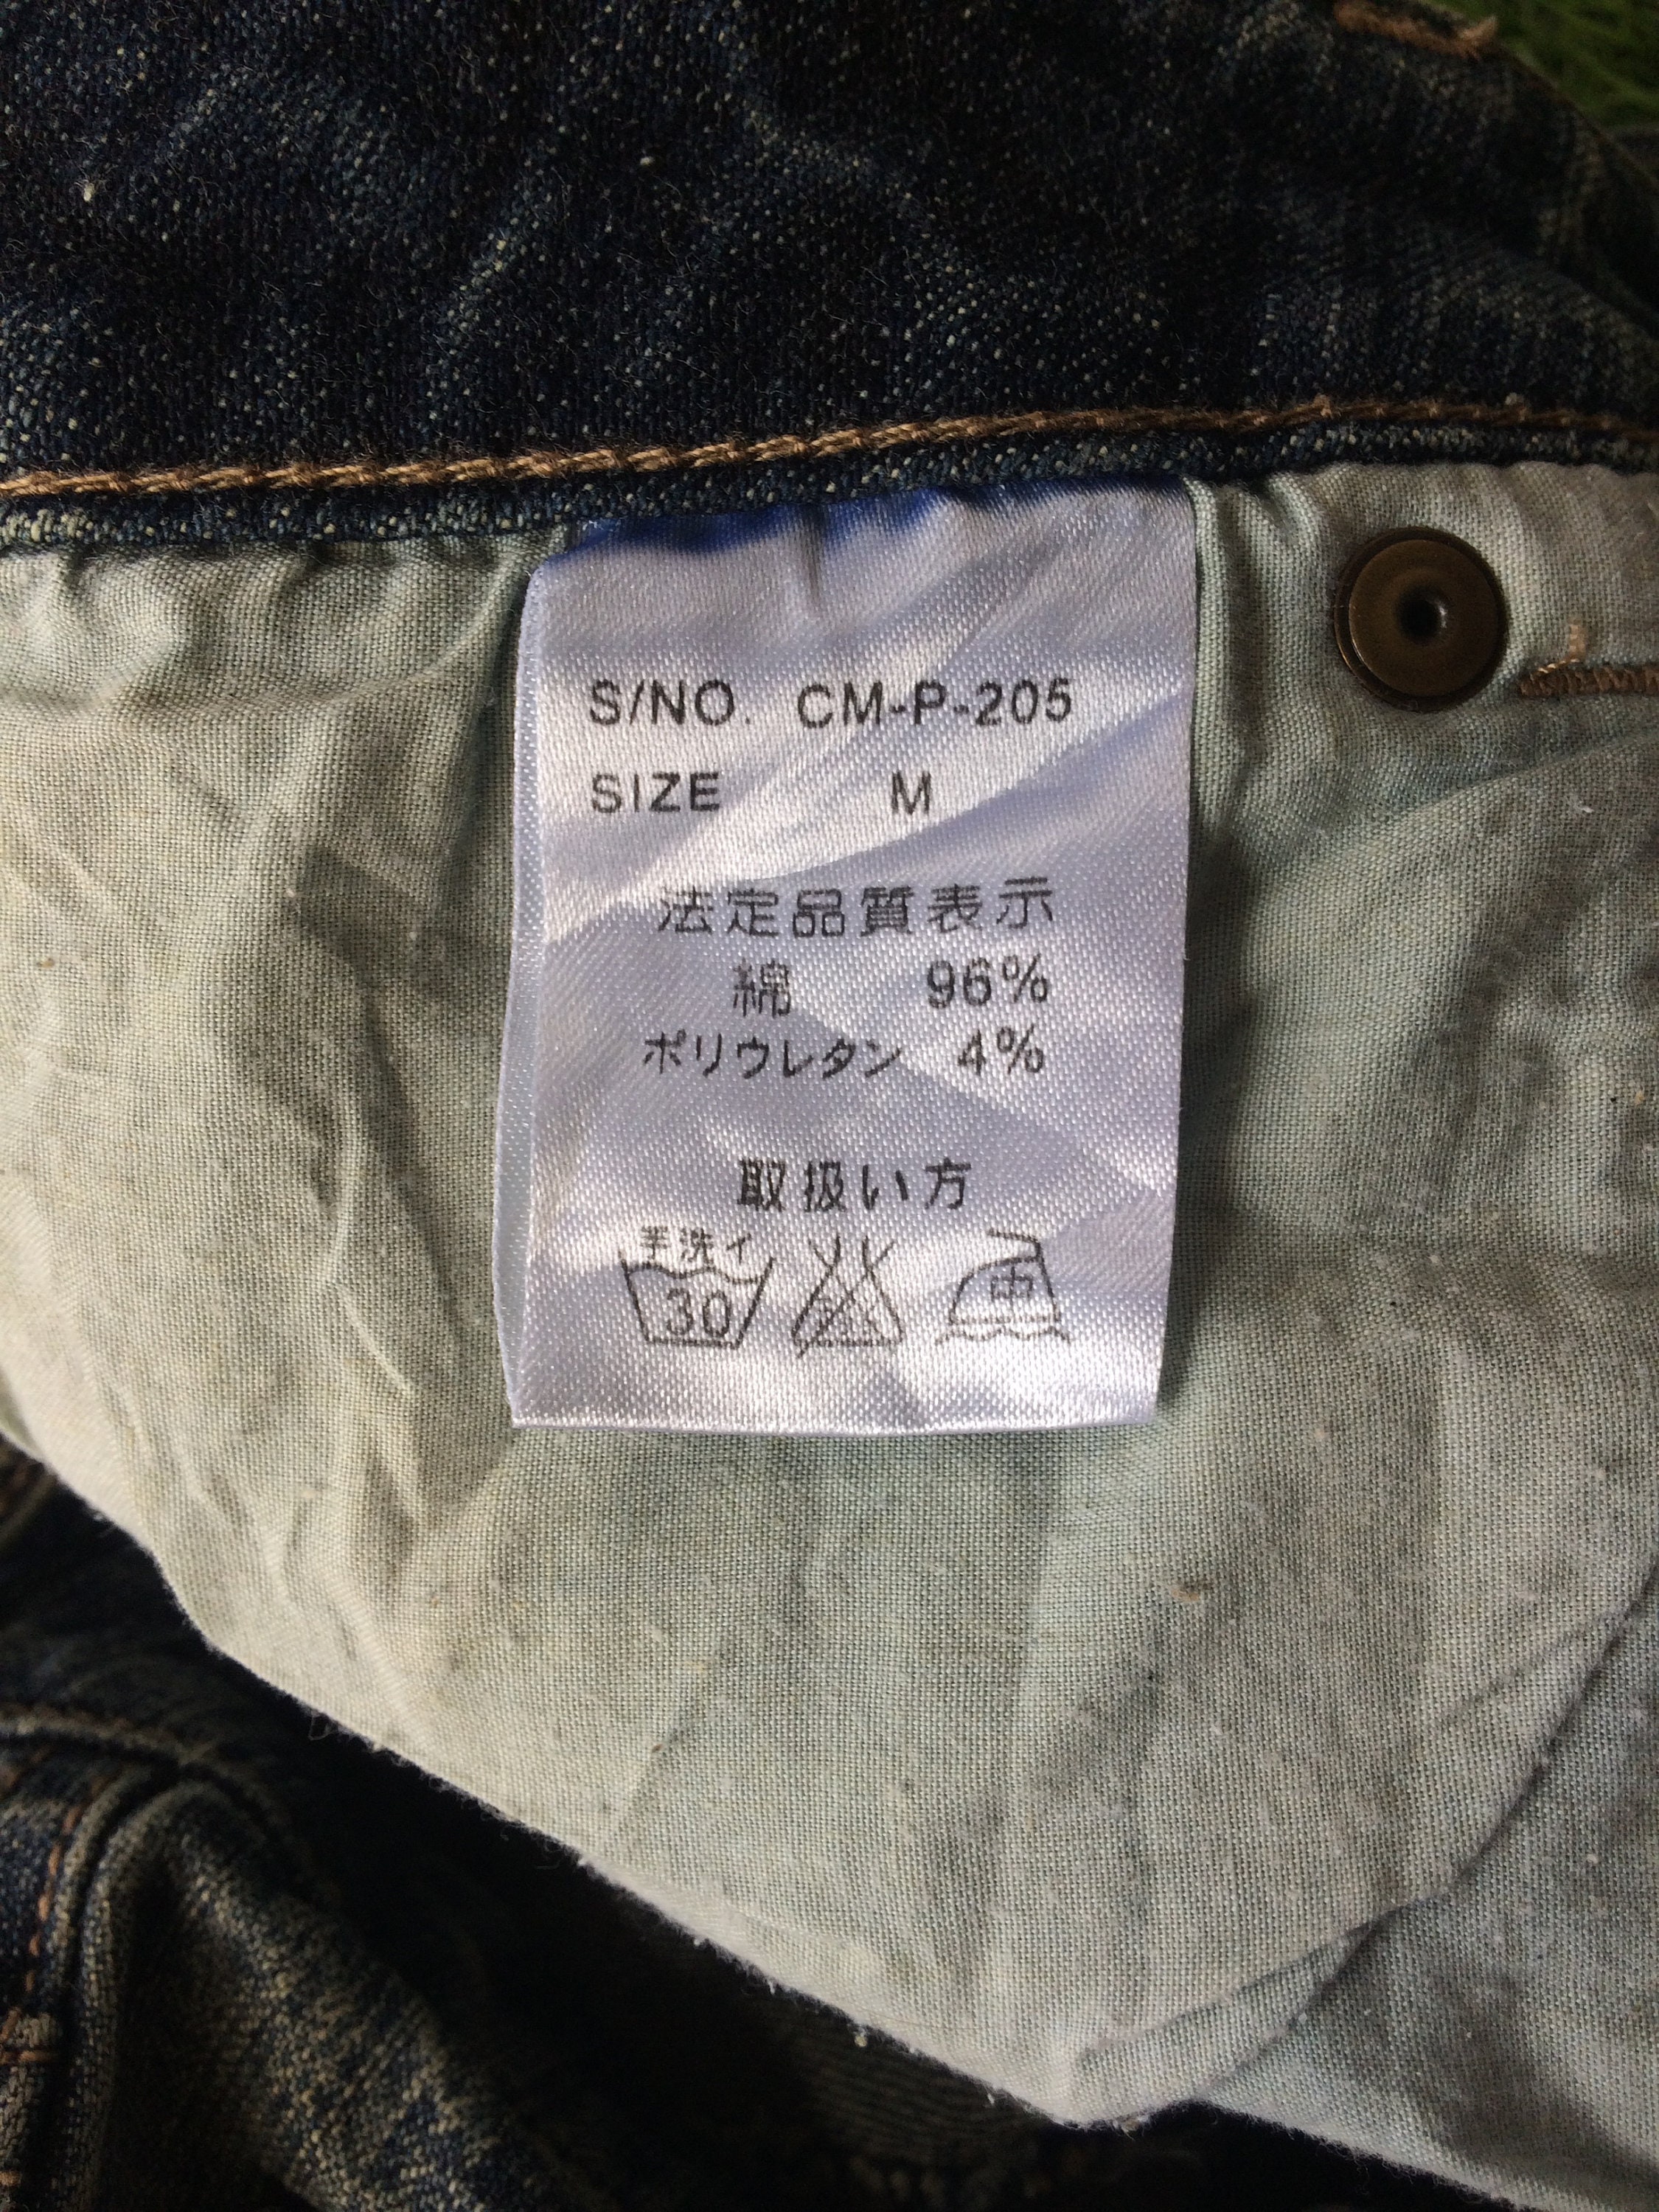 S/NO. CM-P-205
SIZE M
法定品質表示
綿 96%
ポリウレタン 4%
取扱い方
手洗イ
30
中